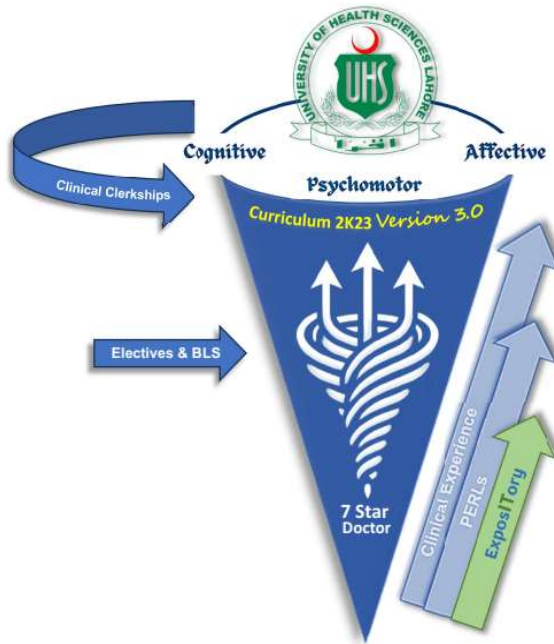 UNIVERSITY OF HEALTH SCIENCES LAHORE
UHS
Cognitive
Affective
Psychomotor
Clinical Clerkships
Curriculum 2K23 Version 3.0
Electives & BLS
7 Star
Doctor
Clinical Experience
PERLs
ExposITory